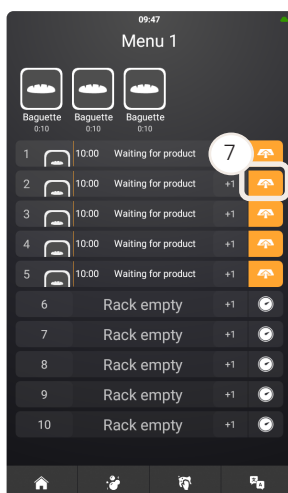 09:47
Menu 1
Baguette Baguette Baguette
0:10 0:10 0:10
1 10:00 Waiting for product 7
2 10:00 Waiting for product +1
3 10:00 Waiting for product +1
4 10:00 Waiting for product +1
5 10:00 Waiting for product +1
6 Rack empty +1
7 Rack empty +1
8 Rack empty +1
9 Rack empty +1
10 Rack empty +1